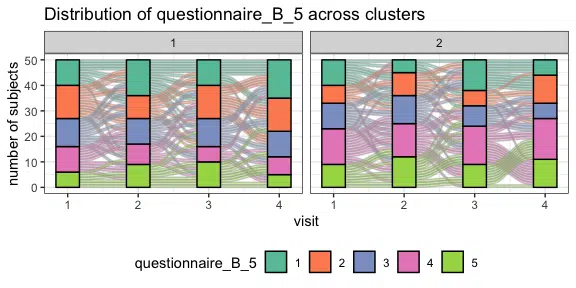 Distribution of questionnaire_B_5 across clusters
1 2
50
40
30
20
10
0
number of subjects
1 2 3 4 1 2 3 4
visit
questionnaire_B_5 1 2 3 4 5